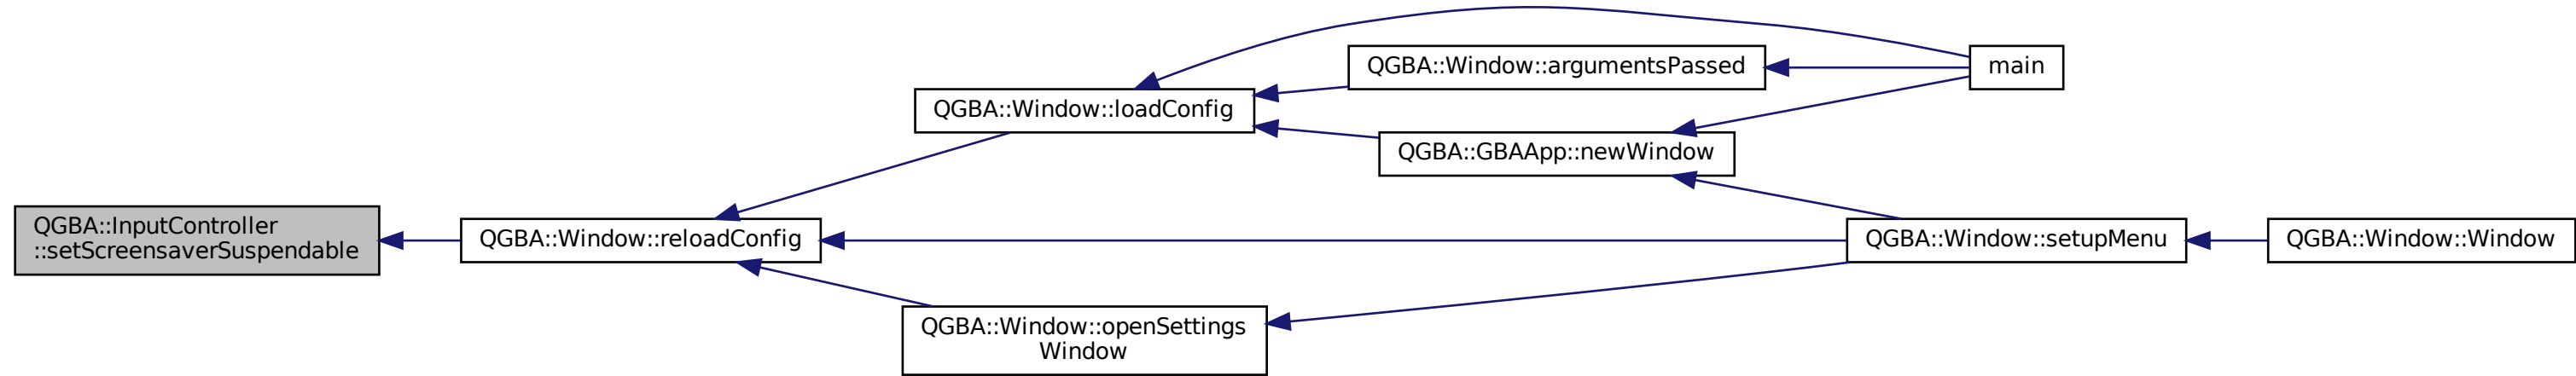 QGBA::InputController
::setScreensaverSuspendable
QGBA::Window::reloadConfig
QGBA::Window::loadConfig
QGBA::Window::argumentsPassed
main
QGBA::GBAApp::newWindow
QGBA::Window::setupMenu
QGBA::Window::Window
QGBA::Window::openSettings
Window